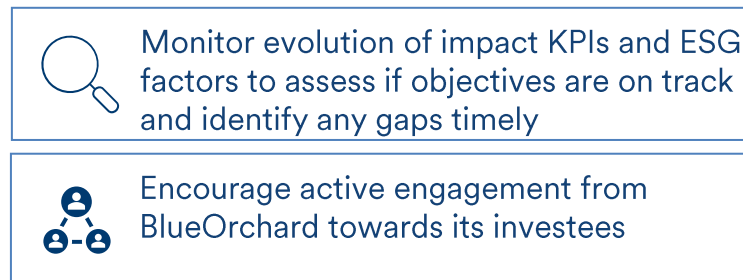 Monitor evolution of impact KPIs and ESG
factors to assess if objectives are on track
and identify any gaps timely
Encourage active engagement from
BlueOrchard towards its investees